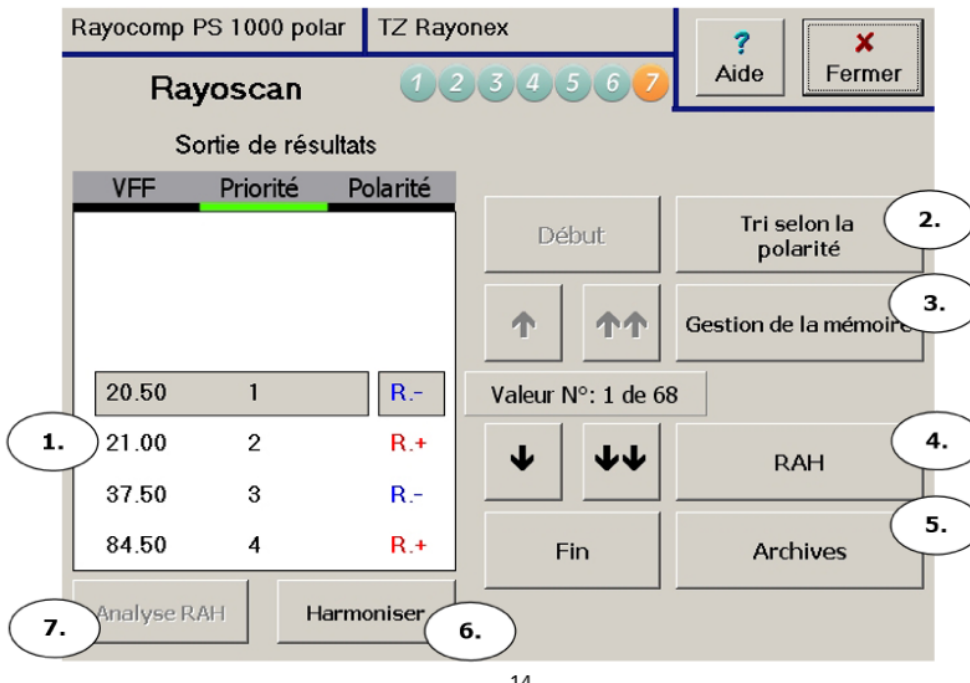 Rayocomp PS 1000 polar TZ Rayonex
? Aide
✗ Fermer
Rayoscan 1 2 3 4 5 6 7
Sortie de résultats
VFF Priorité Polarité
Début
Tri selon la
polarité
2.
Gestion de la mémoire
3.
20.50 1 R.-
Valeur N°: 1 de 68
1.
21.00 2 R.+
37.50 3 R.-
84.50 4 R.+
RAH
4.
Fin
Archives
5.
7.
Analyse RAH
Harmoniser
6.
14